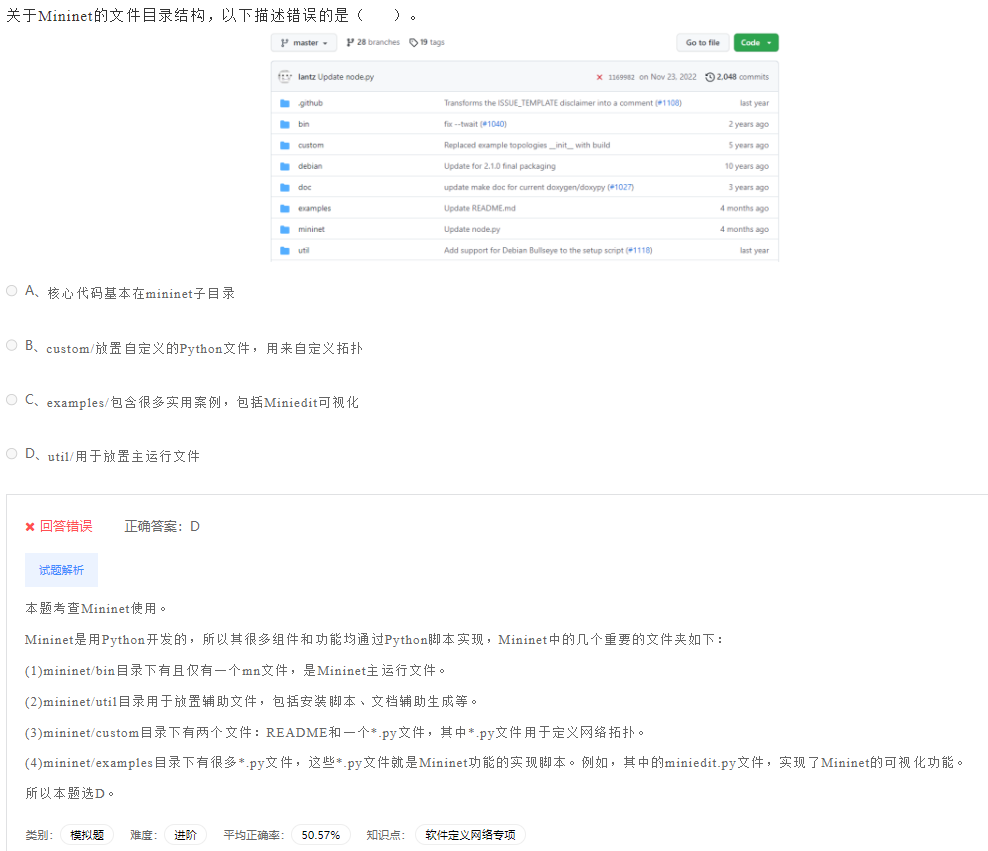 关于Mininet的文件目录结构，以下描述错误的是（　　）。
master　28 branches　19 tags　Go to file　Code
lantz Update node.py　1169982 on Nov 23, 2022　2,048 commits
.github　Transforms the ISSUE_TEMPLATE disclaimer into a comment (#1108)　last year
bin　fix --twait (#1040)　2 years ago
custom　Replaced example topologies __init__ with build　5 years ago
debian　Update for 2.1.0 final packaging　10 years ago
doc　update make doc for current doxygen/doxypy (#1027)　3 years ago
examples　Update README.md　4 months ago
mininet　Update node.py　4 months ago
util　Add support for Debian Bullseye to the setup script (#1118)　last year
A、核心代码基本在mininet子目录
B、custom/放置自定义的Python文件，用来自定义拓扑
C、examples/包含很多实用案例，包括Miniedit可视化
D、util/用于放置主运行文件
回答错误　正确答案：D
试题解析
本题考查Mininet使用。
Mininet是用Python开发的，所以其很多组件和功能均通过Python脚本实现，Mininet中的几个重要的文件夹如下：
(1)mininet/bin目录下有且仅有一个mn文件，是Mininet主运行文件。
(2)mininet/util目录用于放置辅助文件，包括安装脚本、文档辅助生成等。
(3)mininet/custom目录下有两个文件：README和一个*.py文件，其中*.py文件用于定义网络拓扑。
(4)mininet/examples目录下有很多*.py文件，这些*.py文件就是Mininet功能的实现脚本。例如，其中的miniedit.py文件，实现了Mininet的可视化功能。
所以本题选D。
类别：　模拟题　难度：　进阶　平均正确率：　50.57%　知识点：　软件定义网络专项